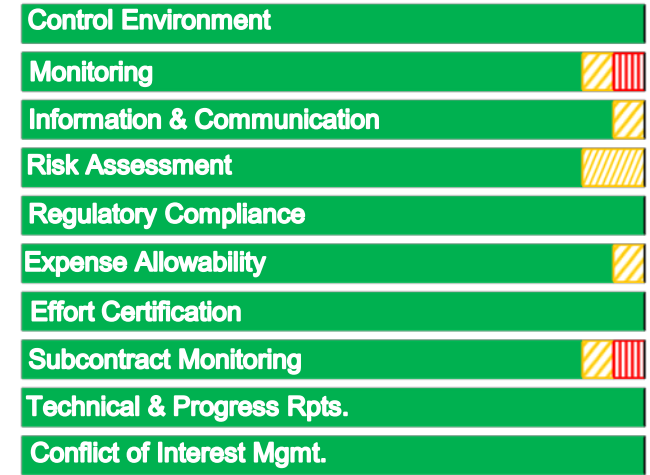 Control Environment
Monitoring
Information & Communication
Risk Assessment
Regulatory Compliance
Expense Allowability
Effort Certification
Subcontract Monitoring
Technical & Progress Rpts.
Conflict of Interest Mgmt.